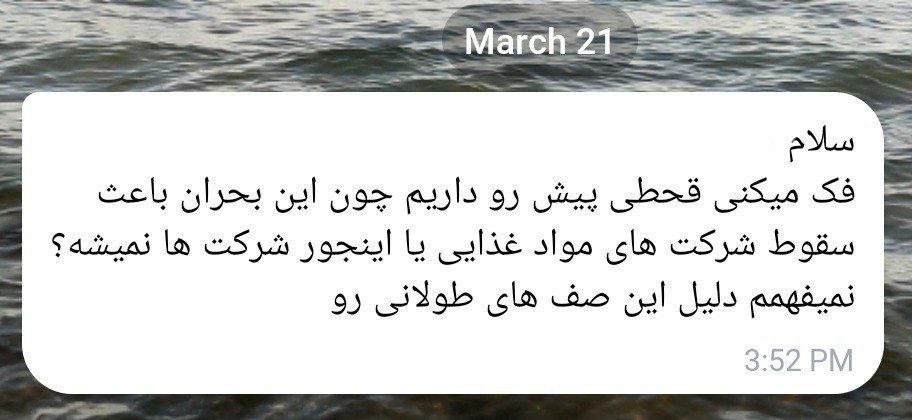 March 21
سلام
فک میکنی قحطی پیش رو داریم چون این بحران باعث
سقوط شرکت های مواد غذایی یا اینجور شرکت ها نمیشه؟
نمیفهمم دلیل این صف های طولانی رو
3:52 PM